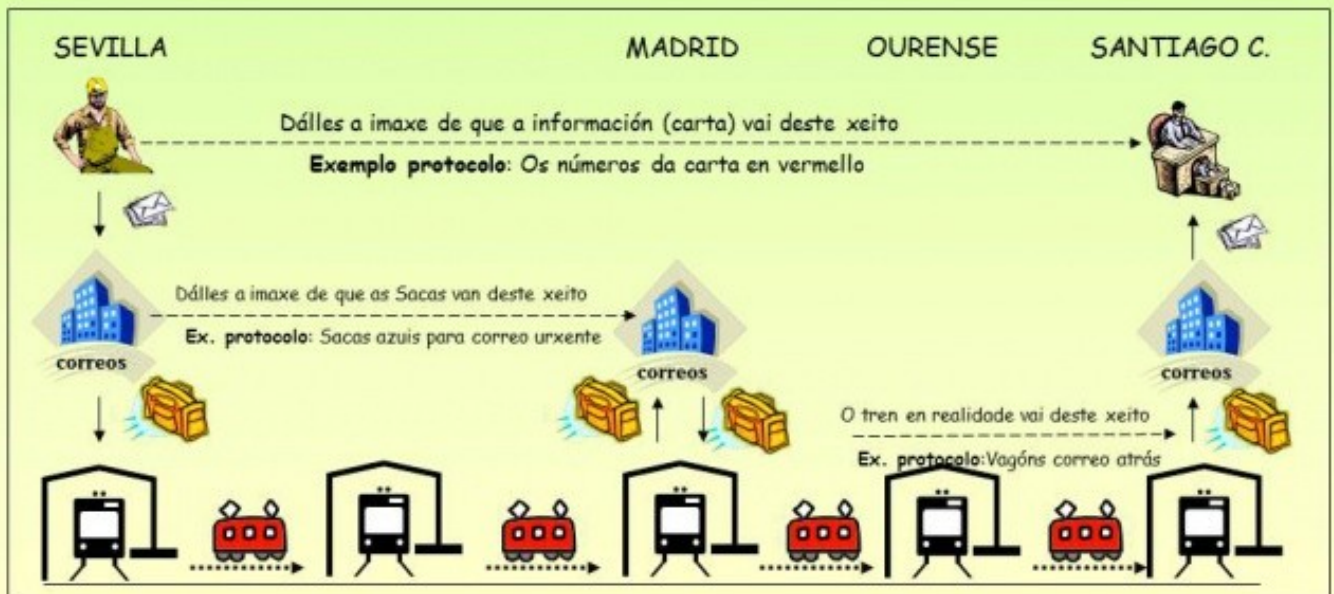 SEVILLA
MADRID
OURENSE
SANTIAGO C.
Dálles a imaxe de que a información (carta) vai deste xeito
Exemplo protocolo: Os números da carta en vermello
Dálles a imaxe de que as Sacas van deste xeito
Ex. protocolo: Sacas azuis para correo urxente
correos
correos
correos
O tren en realidade vai deste xeito
Ex. protocolo:Vagóns correo atrás